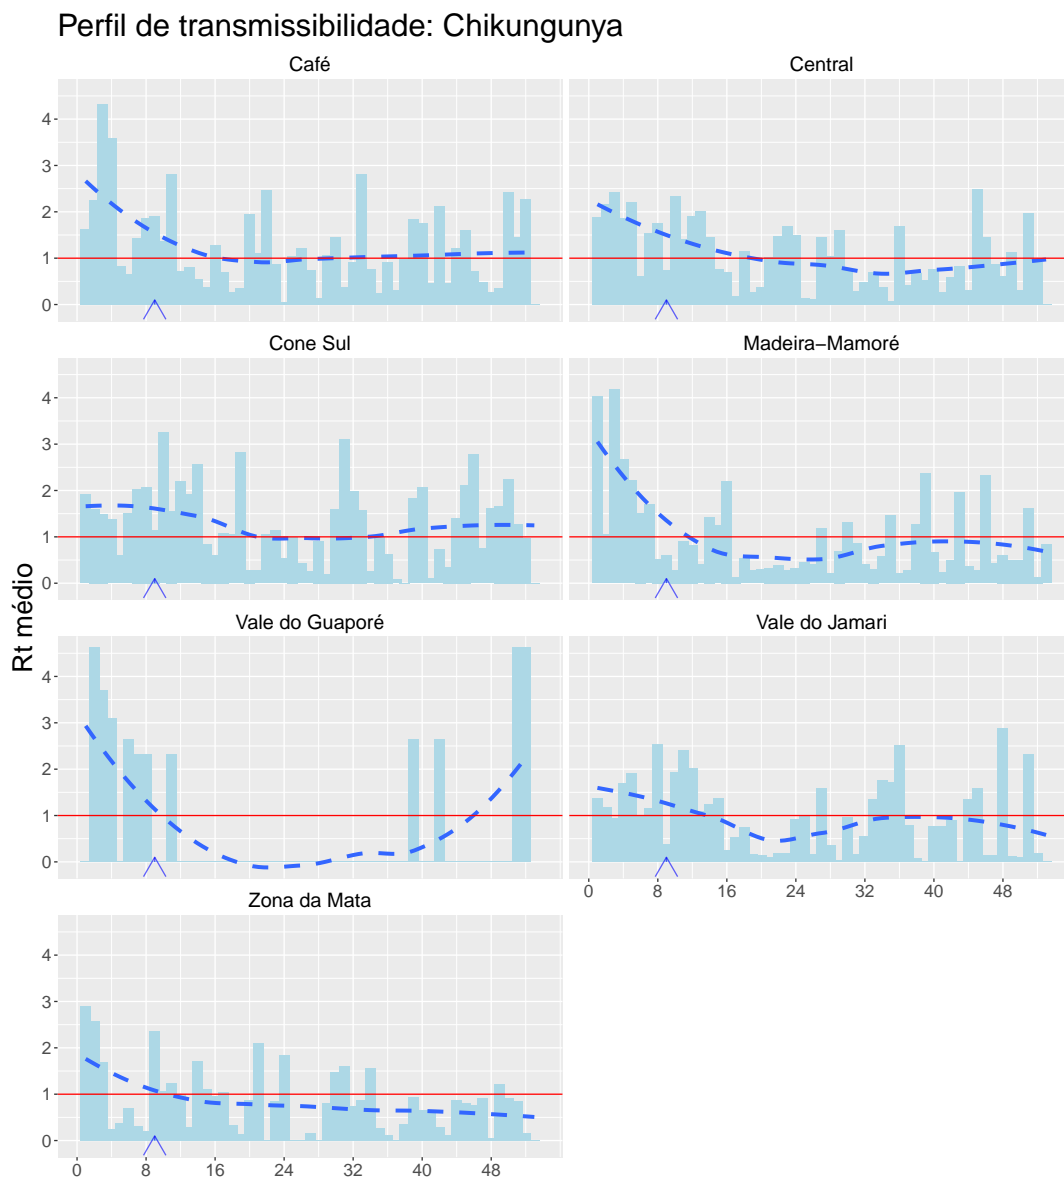 Perfil de transmissibilidade: Chikungunya
Café
Central
4
3
2
1
0
Cone Sul
Madeira−Mamoré
4
3
2
1
0
Rt médio
Vale do Guaporé
Vale do Jamari
4
3
2
1
0
0 8 16 24 32 40 48
Zona da Mata
4
3
2
1
0
0 8 16 24 32 40 48